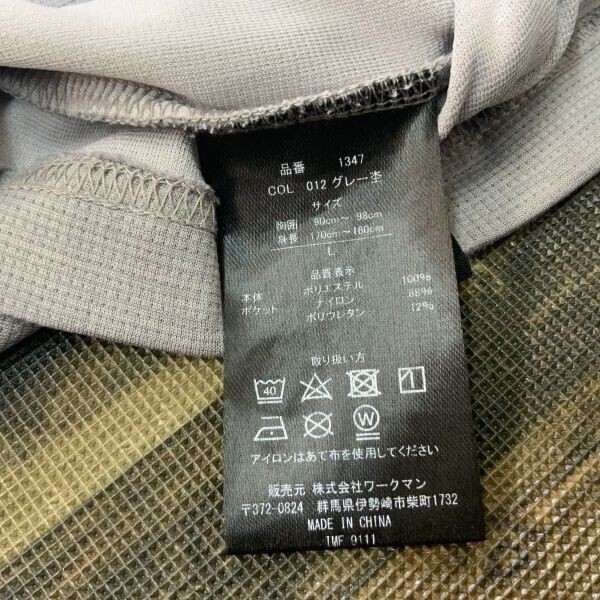 品番 1347
COL 012 グレー杢
サイズ
胸囲 90cm～ 98cm
身長 170cm～180cm
L
品質表示
本体 ポリエステル 100%
ポケット ナイロン 88%
ポリウレタン 12%
取り扱い方
40
1
W
アイロンはあて布を使用してください
販売元 株式会社ワークマン
〒372-0824 群馬県伊勢崎市柴町1732
MADE IN CHINA
IMF 9111